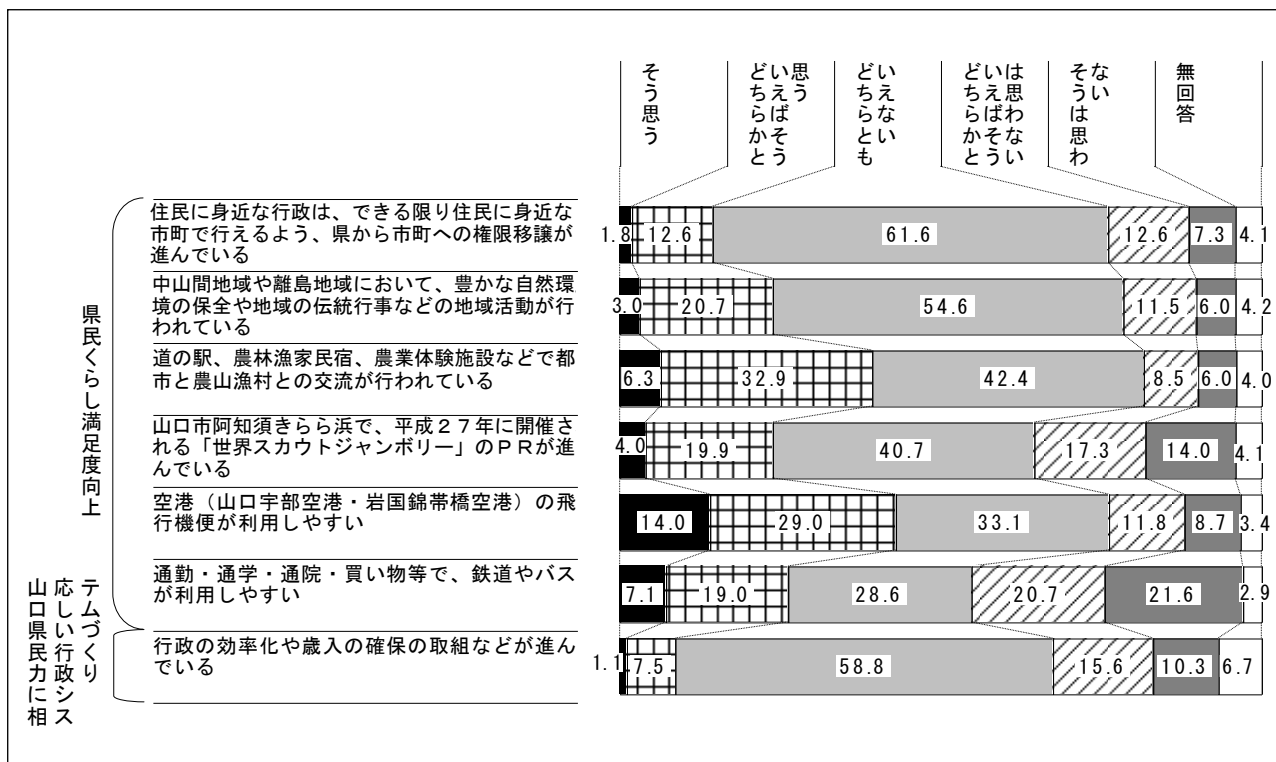 そう思う
どちらかと
いえばそう
思う
どちらとも
いえない
どちらかと
いえばそう
は思わない
そうは思わ
ない
無回答
県民くらし満足度向上
住民に身近な行政は、できる限り住民に身近な
市町で行えるよう、県から市町への権限移譲が
進んでいる
1.8 12.6 61.6 12.6 7.3 4.1
中山間地域や離島地域において、豊かな自然環
境の保全や地域の伝統行事などの地域活動が行
われている
3.0 20.7 54.6 11.5 6.0 4.2
道の駅、農林漁家民宿、農業体験施設などで都
市と農山漁村との交流が行われている
6.3 32.9 42.4 8.5 6.0 4.0
山口市阿知須きらら浜で、平成２７年に開催さ
れる「世界スカウトジャンボリー」のＰＲが進
んでいる
4.0 19.9 40.7 17.3 14.0 4.1
空港（山口宇部空港・岩国錦帯橋空港）の飛
行機便が利用しやすい
14.0 29.0 33.1 11.8 8.7 3.4
通勤・通学・通院・買い物等で、鉄道やバス
が利用しやすい
7.1 19.0 28.6 20.7 21.6 2.9
山口県民力に相
応しい行政シス
テムづくり
行政の効率化や歳入の確保の取組などが進ん
でいる
1.1 7.5 58.8 15.6 10.3 6.7